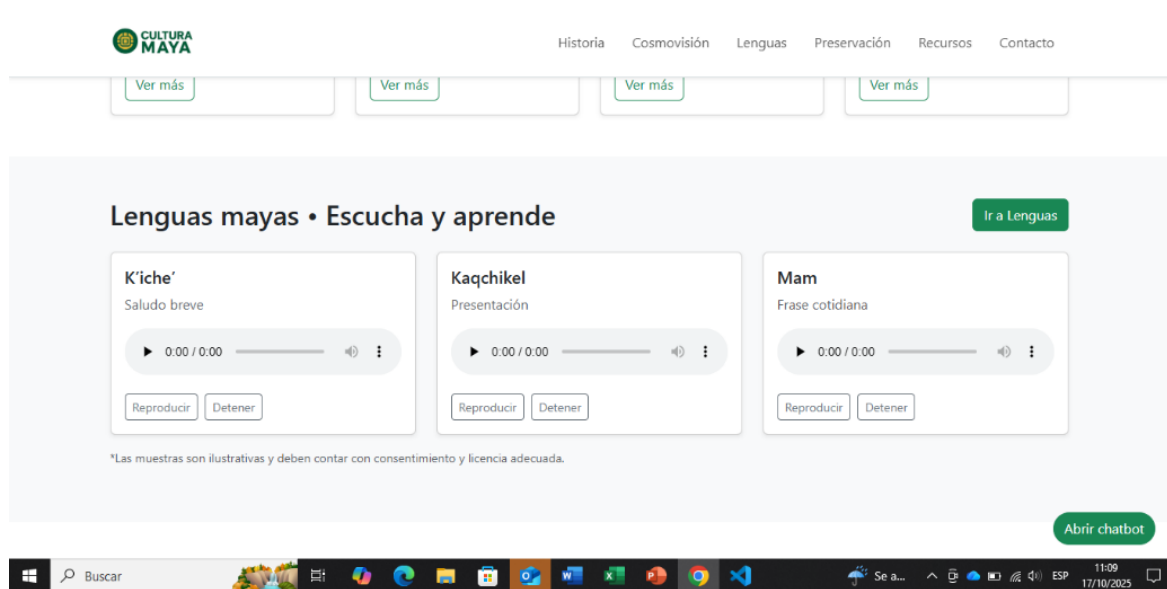 CULTURA
MAYA
Historia Cosmovisión Lenguas Preservación Recursos Contacto
Ver más Ver más Ver más Ver más
Lenguas mayas • Escucha y aprende
Ir a Lenguas
K’iche’
Saludo breve
0:00 / 0:00
Reproducir Detener
Kaqchikel
Presentación
0:00 / 0:00
Reproducir Detener
Mam
Frase cotidiana
0:00 / 0:00
Reproducir Detener
*Las muestras son ilustrativas y deben contar con consentimiento y licencia adecuada.
Abrir chatbot
Buscar
Se a...
ESP
11:09
17/10/2025